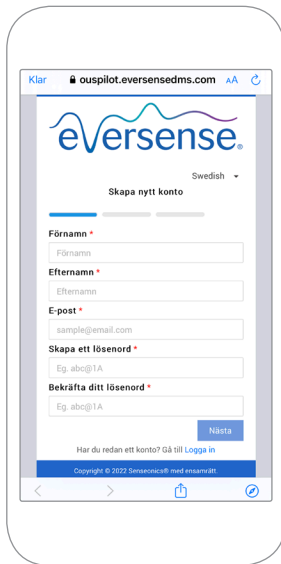 Klar ouspilot.eversensedms.com AA
eversense®
Swedish
Skapa nytt konto
Förnamn *
Förnamn
Efternamn *
Efternamn
E-post *
sample@email.com
Skapa ett lösenord *
Eg. abc@1A
Bekräfta ditt lösenord *
Eg. abc@1A
Nästa
Har du redan ett konto? Gå till Logga in
Copyright © 2022 Senseonics® med ensamrätt.